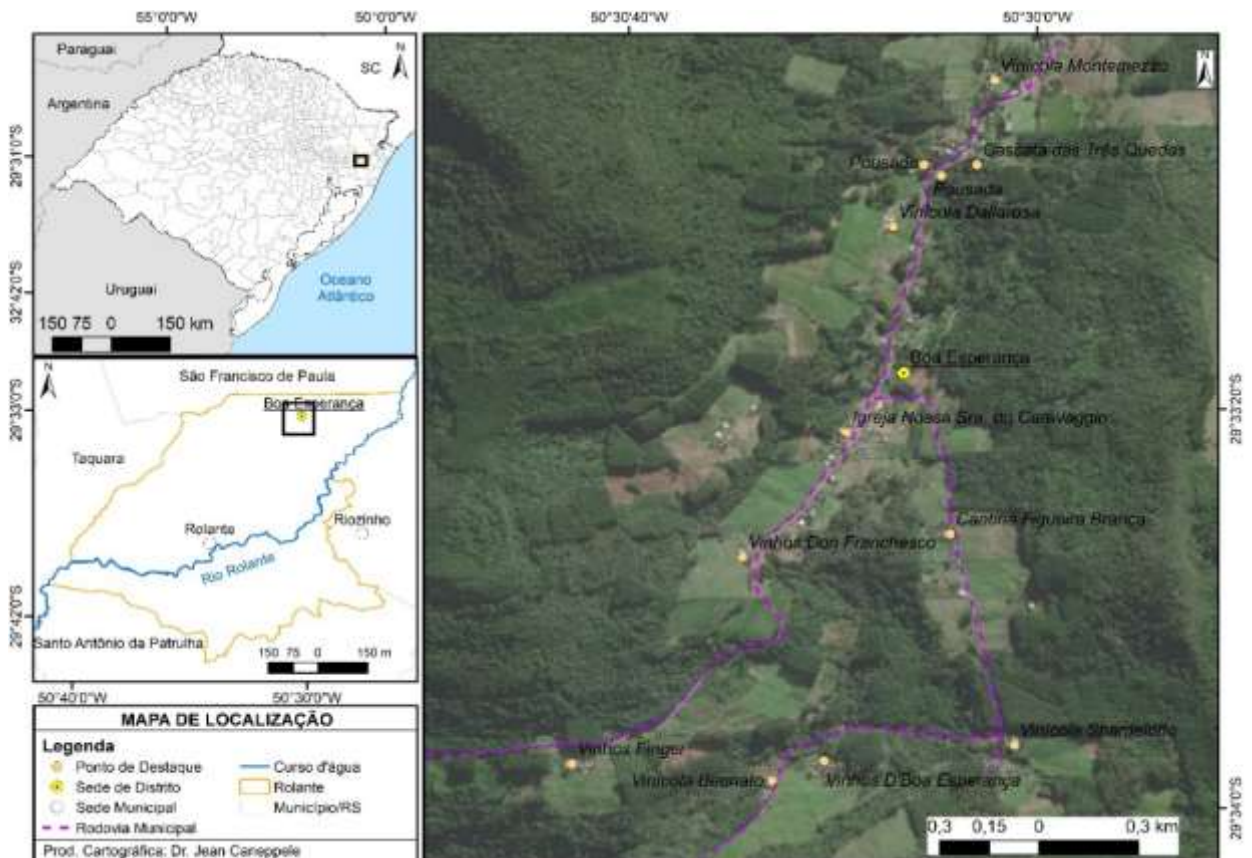 55°0'0"W
50°0'0"W
Paraguai
SC
N
Argentina
29°31'0"S
Uruguai
Oceano
Atlântico
32°42'0"S
150 75 0 150 km
N
São Francisco de Paula
Boa Esperança
29°33'0"S
Taquara
Rolante
Riozinho
Rio Rolante
29°42'0"S
Santo Antônio da Patrulha
150 75 0 150 m
50°40'0"W
50°30'0"W
MAPA DE LOCALIZAÇÃO
Legenda
Ponto de Destaque
Curso d'água
Sede de Distrito
Rolante
Sede Municipal
Município/RS
Rodovia Municipal
Prod. Cartográfica: Dr. Jean Caneppele
50°30'40"W
50°30'0"W
N
Vinícola Montemezzo
Pousada
Cascata das Três Quedas
Pousada
Vinícola Dallarosa
Boa Esperança
29°33'20"S
Igreja Nossa Sra. do Caravaggio
Cantina Figueira Branca
Vinhos Don Franchesco
Vinícola
Vinhos Finger
Vinícola
Vinhos D'Boa Esperança
29°34'0"S
0,3 0,15 0 0,3 km